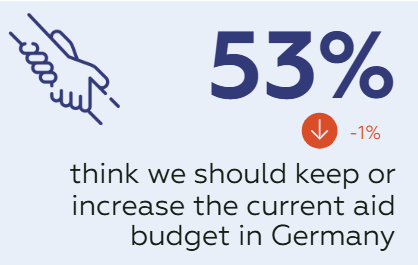 53%
-1%
think we should keep or
increase the current aid
budget in Germany